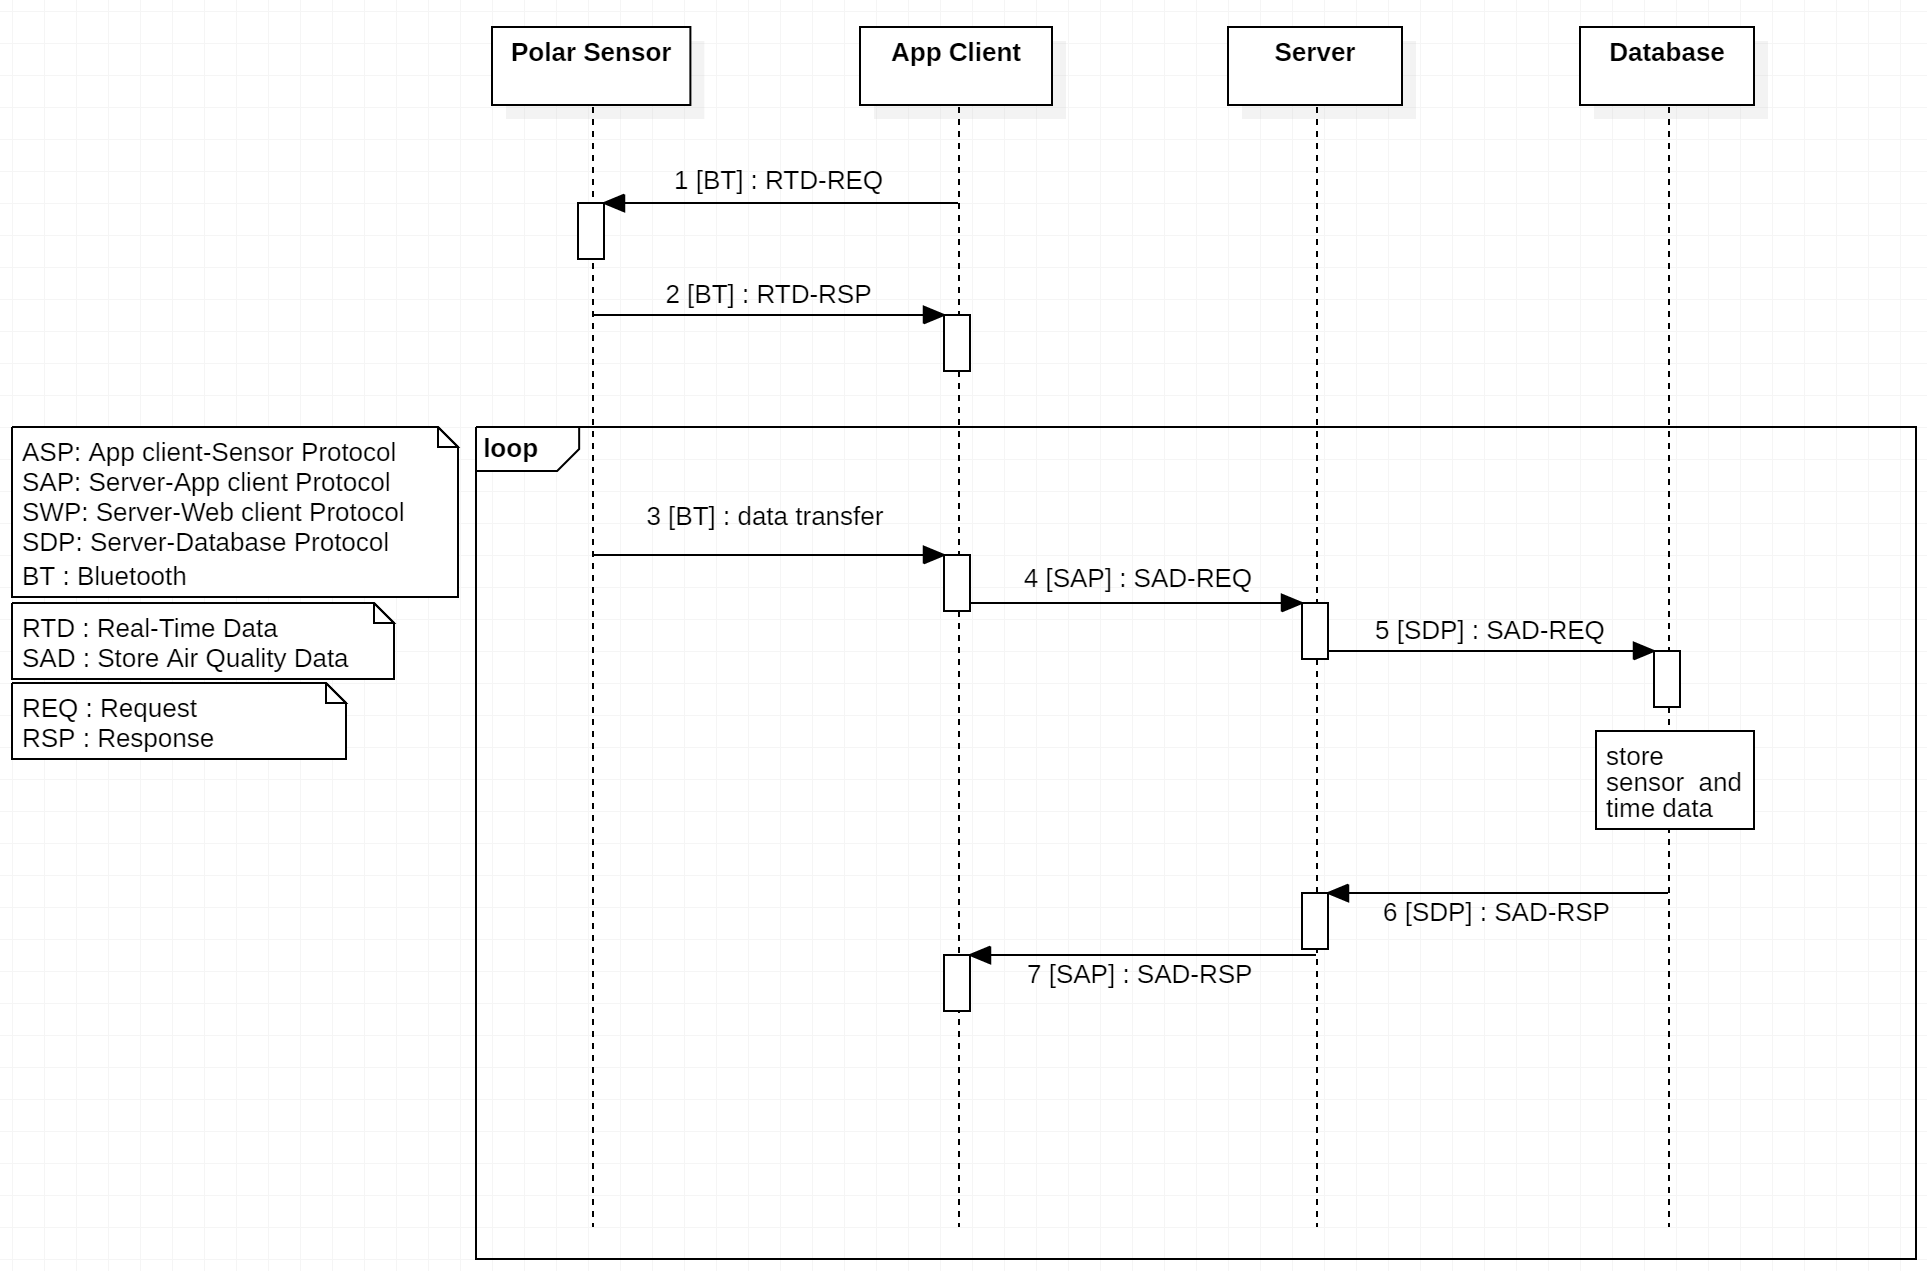 Polar Sensor
App Client
Server
Database
1 [BT] : RTD-REQ
2 [BT] : RTD-RSP
ASP: App client-Sensor Protocol
SAP: Server-App client Protocol
SWP: Server-Web client Protocol
SDP: Server-Database Protocol
BT : Bluetooth
RTD : Real-Time Data
SAD : Store Air Quality Data
REQ : Request
RSP : Response
loop
3 [BT] : data transfer
4 [SAP] : SAD-REQ
5 [SDP] : SAD-REQ
store
sensor  and
time data
6 [SDP] : SAD-RSP
7 [SAP] : SAD-RSP